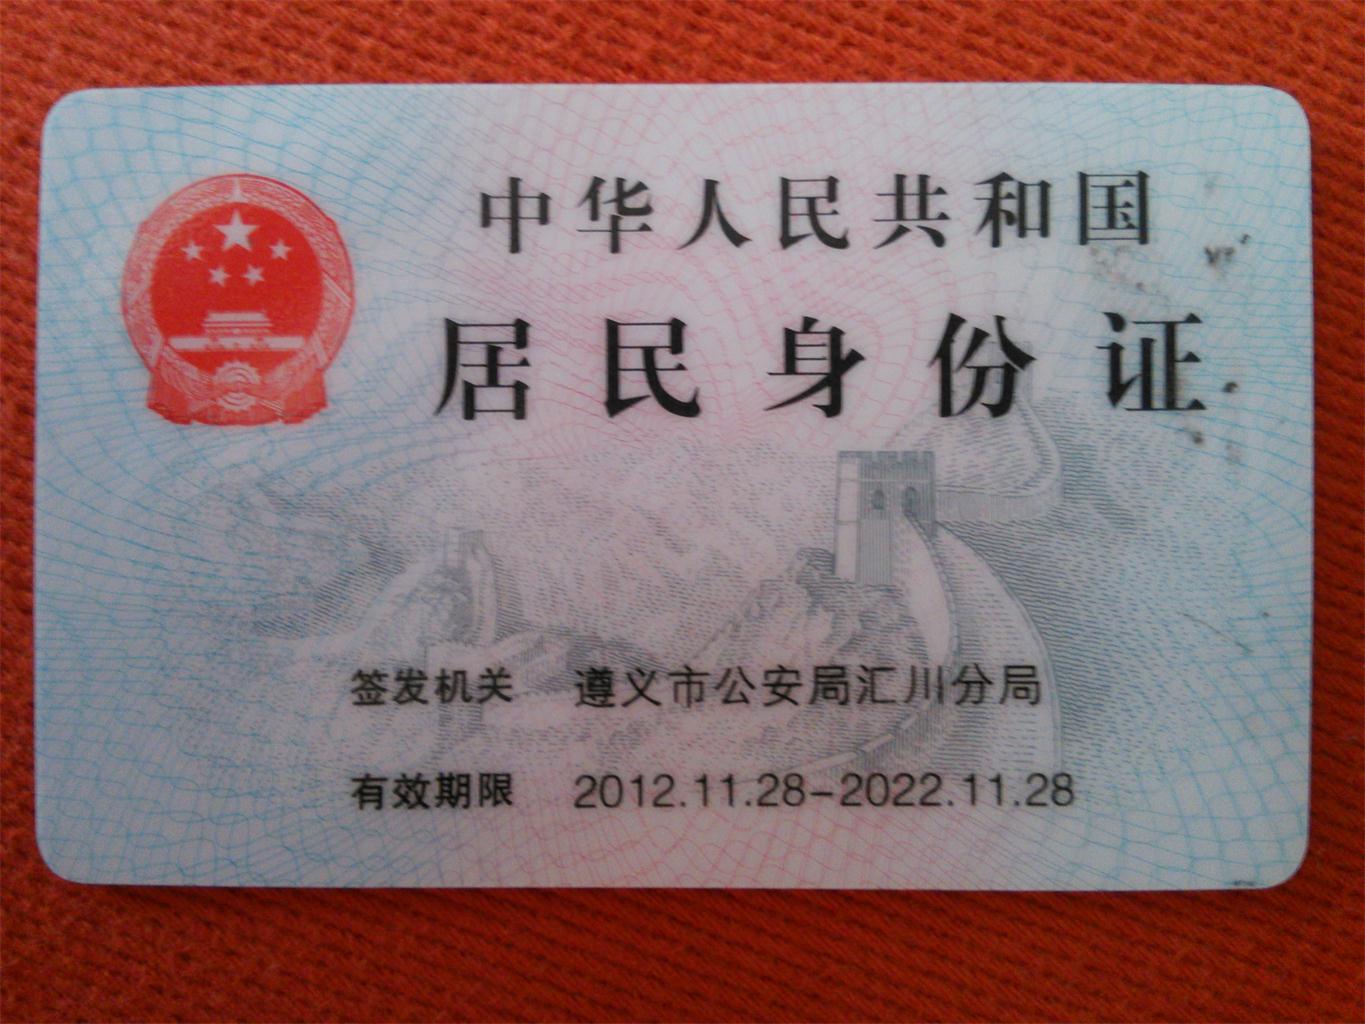 中华人民共和国
居民身份证
签发机关 遵义市公安局汇川分局
有效期限 2012.11.28-2022.11.28